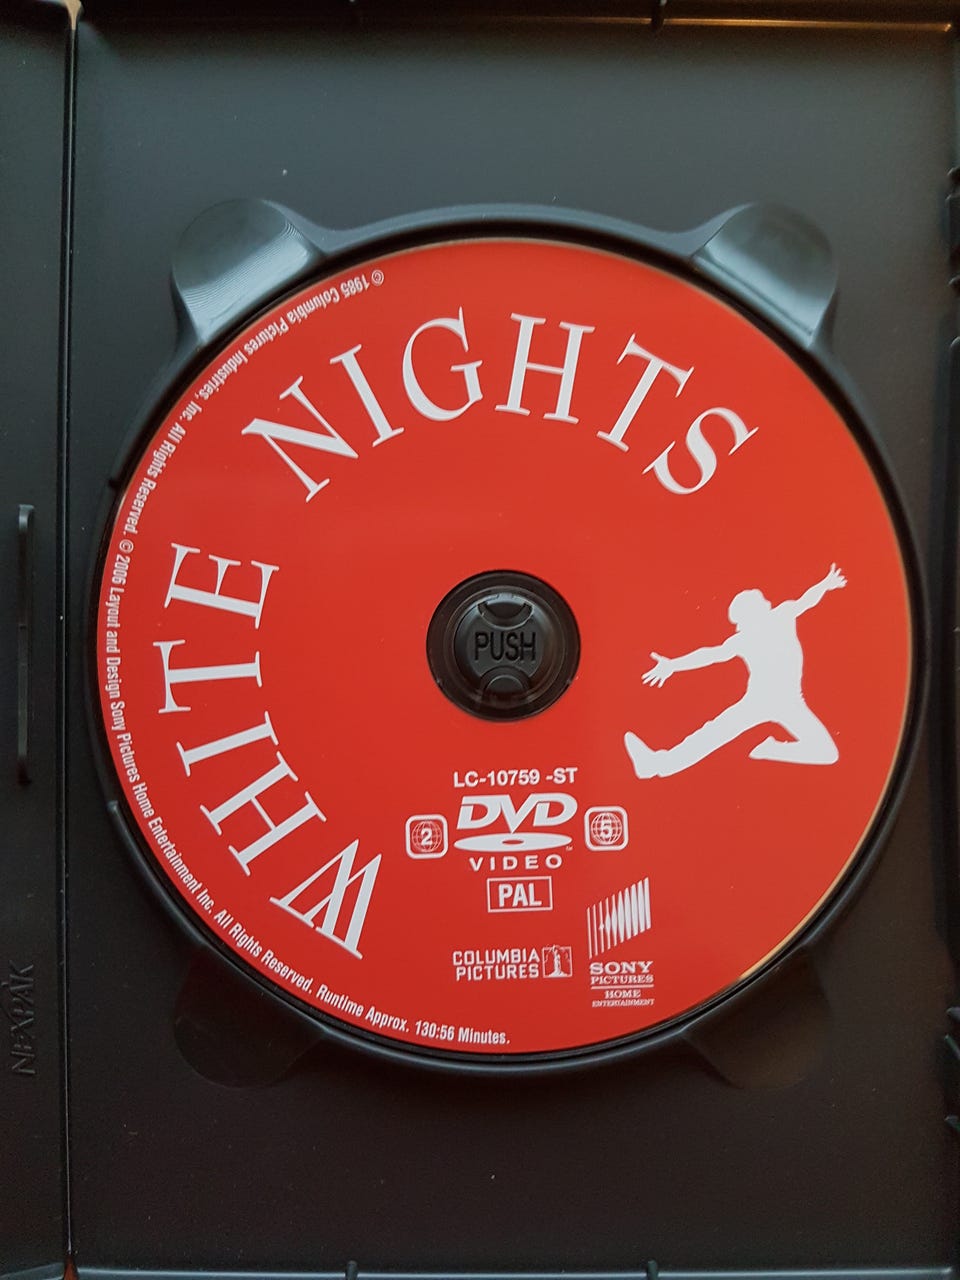 WHITE NIGHTS
© 1985 Columbia Pictures Industries, Inc. All Rights Reserved. © 2006 Layout and Design Sony Pictures Home Entertainment Inc. All Rights Reserved. Runtime Approx. 130:56 Minutes.
PUSH
LC-10759 -ST
2
DVD
5
VIDEO
PAL
COLUMBIA
PICTURES
SONY
PICTURES
HOME
ENTERTAINMENT
NEXPAK